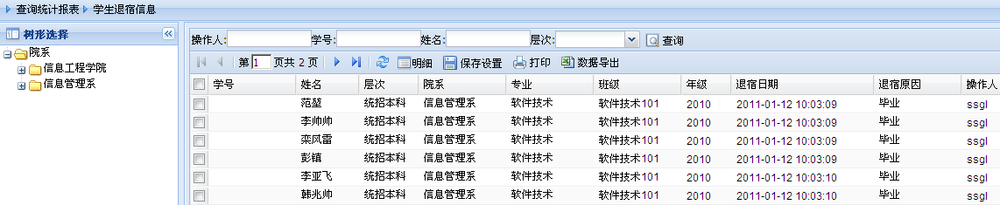 查询统计报表 学生退宿信息
树形选择
院系
信息工程学院
信息管理系
操作人: 学号: 姓名: 层次: 查询
第 1 页共 2 页 明细 保存设置 打印 数据导出
学号 姓名 层次 院系 专业 班级 年级 退宿日期 退宿原因 操作人
范堃 统招本科 信息管理系 软件技术 软件技术101 2010 2011-01-12 10:03:09 毕业 ssgl
李帅帅 统招本科 信息管理系 软件技术 软件技术101 2010 2011-01-12 10:03:09 毕业 ssgl
栾风雷 统招本科 信息管理系 软件技术 软件技术101 2010 2011-01-12 10:03:09 毕业 ssgl
彭镇 统招本科 信息管理系 软件技术 软件技术101 2010 2011-01-12 10:03:09 毕业 ssgl
李亚飞 统招本科 信息管理系 软件技术 软件技术101 2010 2011-01-12 10:03:10 毕业 ssgl
韩兆帅 统招本科 信息管理系 软件技术 软件技术101 2010 2011-01-12 10:03:10 毕业 ssgl